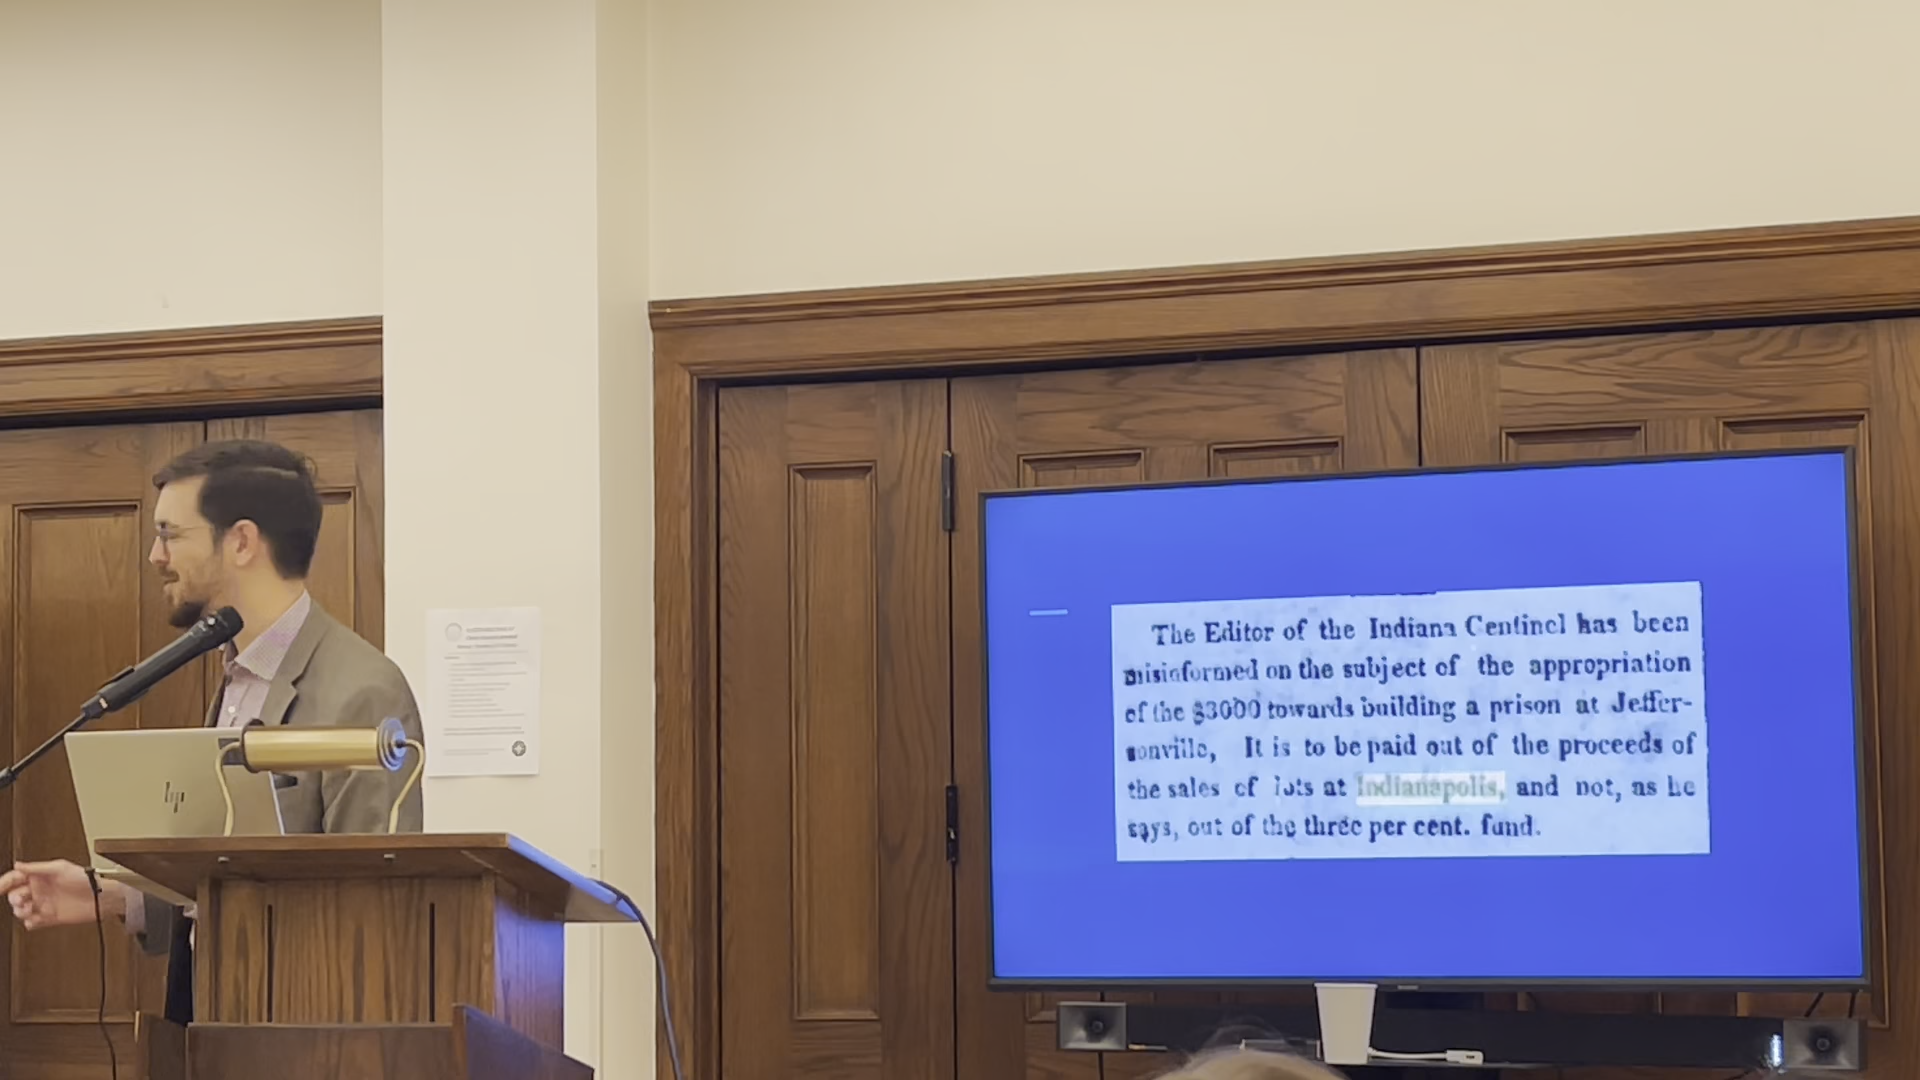 The Editor of the Indiana Centinel has been
misinformed on the subject of the appropriation
of the $3000 towards building a prison at Jeffer-
sonville, It is to be paid out of the proceeds of
the sales of lots at Indianapolis, and not, as he
says, out of the three per cent. fund.
hp